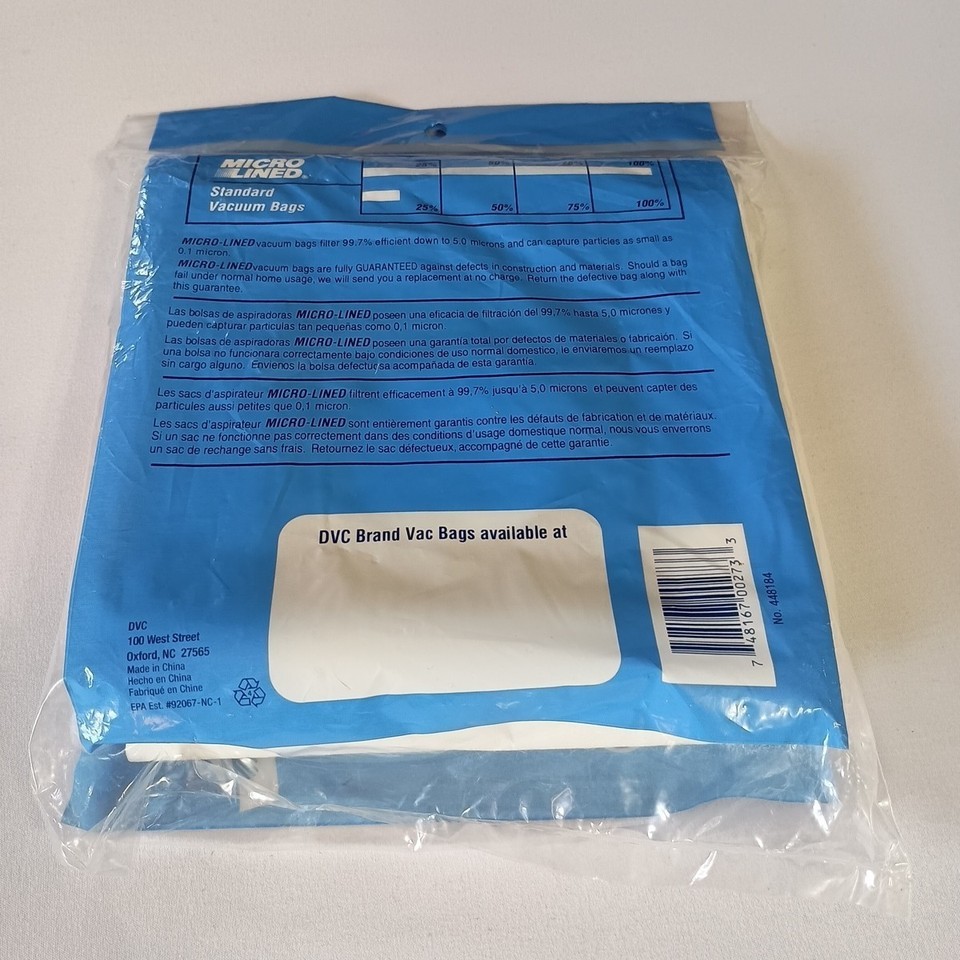 MICRO
LINED
100%
Standard
Vacuum Bags
25% 50% 75% 100%
MICRO-LINED vacuum bags filter 99.7% efficient down to 5.0 microns and can capture particles as small as
0.1 micron.
MICRO-LINED vacuum bags are fully GUARANTEED against defects in construction and materials. Should a bag
fail under normal home usage, we will send you a replacement at no charge. Return the defective bag along with
this guarantee.
Las bolsas de aspiradoras MICRO-LINED poseen una eficacia de filtración del 99,7% hasta 5,0 micrones y
pueden capturar particulas tan pequeñas como 0,1 micron.
Las bolsas de aspiradoras MICRO-LINED poseen una garantía total por defectos de materiales o fabricaión. Si
una bolsa no funcionara correctamente bajo condiciones de uso normal domestico, le enviaremos un reemplazo
sin cargo alguno. Envíenos la bolsa defectuosa acompañada de esta garantía.
Les sacs d'aspirateur MICRO-LINED filtrent efficacement à 99,7% jusqu'à 5,0 microns et peuvent capter des
particules aussi petites que 0,1 micron.
Les sacs d'aspirateur MICRO-LINED sont entièrement garantis contre les défauts de fabrication et de matériaux.
Si un sac ne fonctionne pas correctement dans des conditions d'usage domestique normal, nous vous enverrons
un sac de rechange sans frais. Retournez le sac défectueux, accompagné de cette garantie.
DVC Brand Vac Bags available at
DVC
100 West Street
Oxford, NC 27565
Made in China
Hecho en China
Fabriqué en Chine
EPA Est. #92067-NC-1
7 48167 00273 3
No. 448184